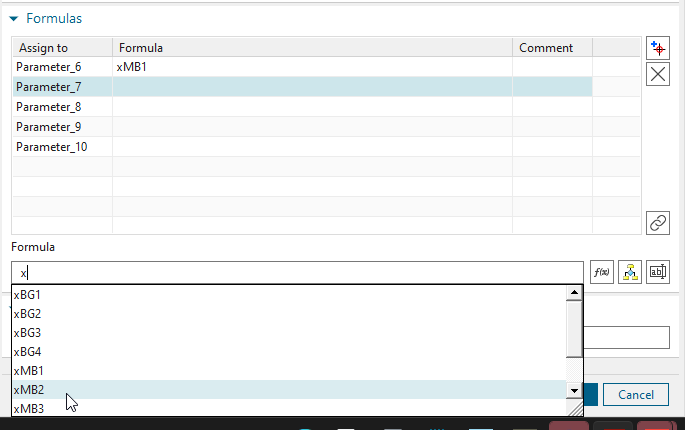 Formulas
Assign to Formula Comment
Parameter_6 xMB1
Parameter_7
Parameter_8
Parameter_9
Parameter_10
Formula
x
f(x) ab
xBG1
xBG2
xBG3
xBG4
xMB1
xMB2
xMB3
Cancel